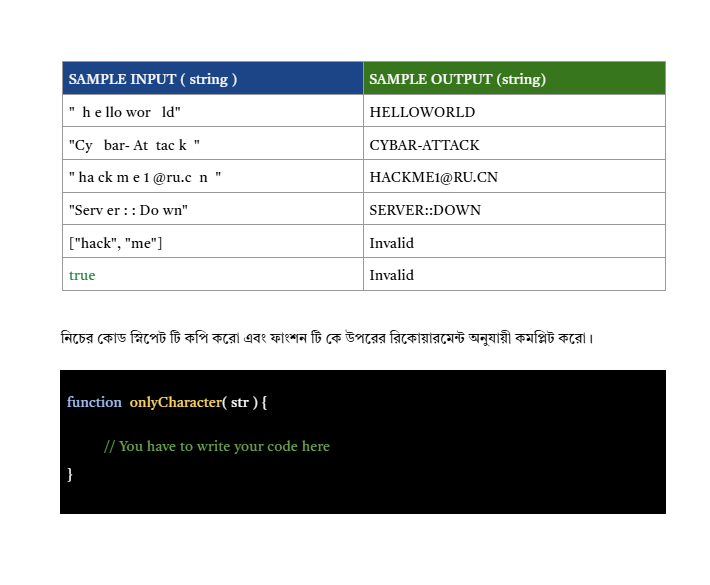 SAMPLE INPUT ( string ) SAMPLE OUTPUT (string)
"  h e llo wor   ld" HELLOWORLD
"Cy   bar- At  tac k  " CYBAR-ATTACK
" ha ck m e 1 @ru.c  n  " HACKME1@RU.CN
"Serv er : : Do wn" SERVER::DOWN
["hack", "me"] Invalid
true Invalid
নিচের কোড স্নিপেট টি কপি করো এবং ফাংশন টি কে উপরের রিকোয়ারমেন্ট অনুযায়ী কমপ্লিট করো।
function  onlyCharacter( str ) {
// You have to write your code here
}